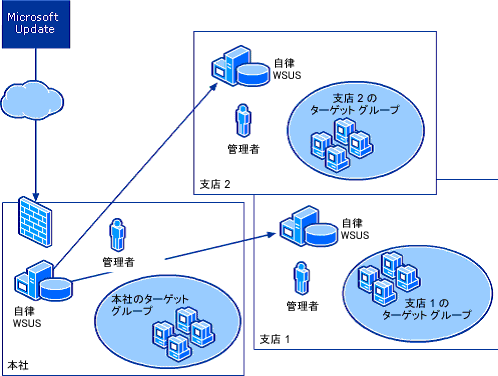 Microsoft
Update
自律
WSUS
管理者
支店 2 の
ターゲット グループ
支店 2
自律
WSUS
管理者
支店 1 の
ターゲット グループ
支店 1
管理者
自律
WSUS
本社のターゲット
グループ
本社